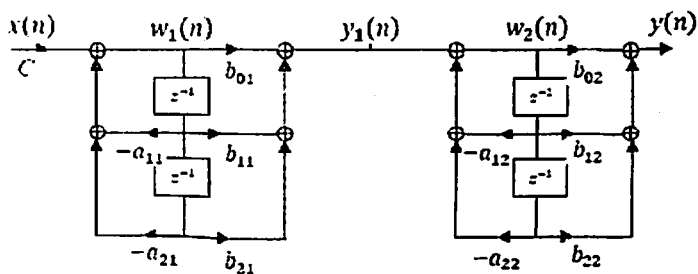 x(n) w₁(n) y₁(n) w₂(n) y(n)
C b₀₁ b₀₂
z⁻¹ z⁻¹
-a₁₁ b₁₁ -a₁₂ b₁₂
z⁻¹ z⁻¹
-a₂₁ b₂₁ -a₂₂ b₂₂